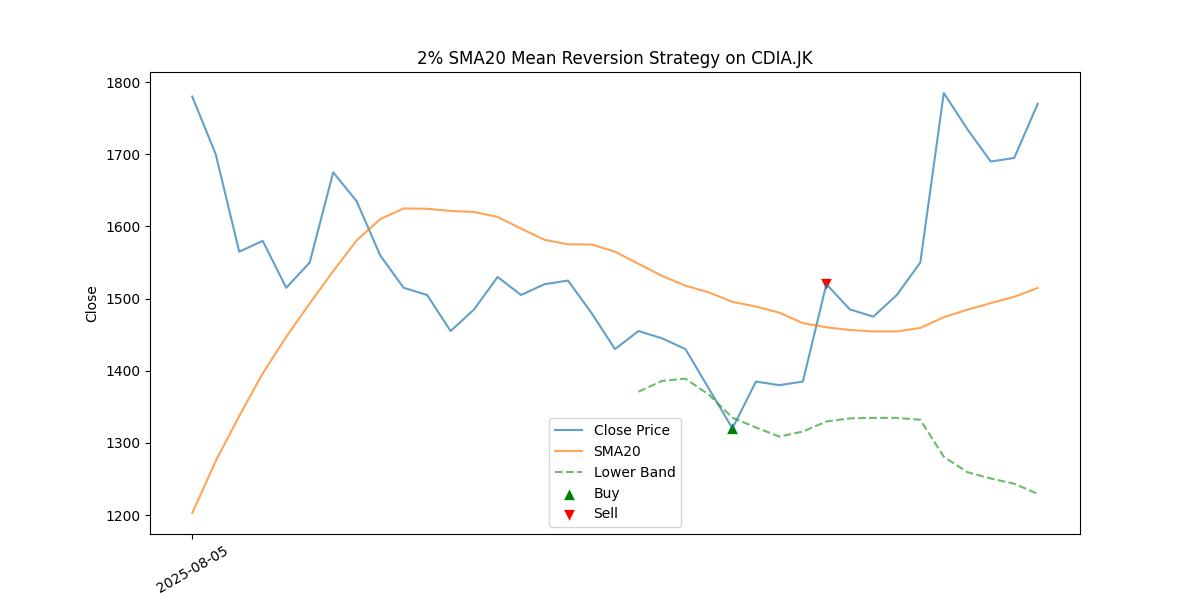 2% SMA20 Mean Reversion Strategy on CDIA.JK
1800
1700
1600
1500
1400
1300
1200
Close
2025-08-05
Close Price
SMA20
Lower Band
Buy
Sell